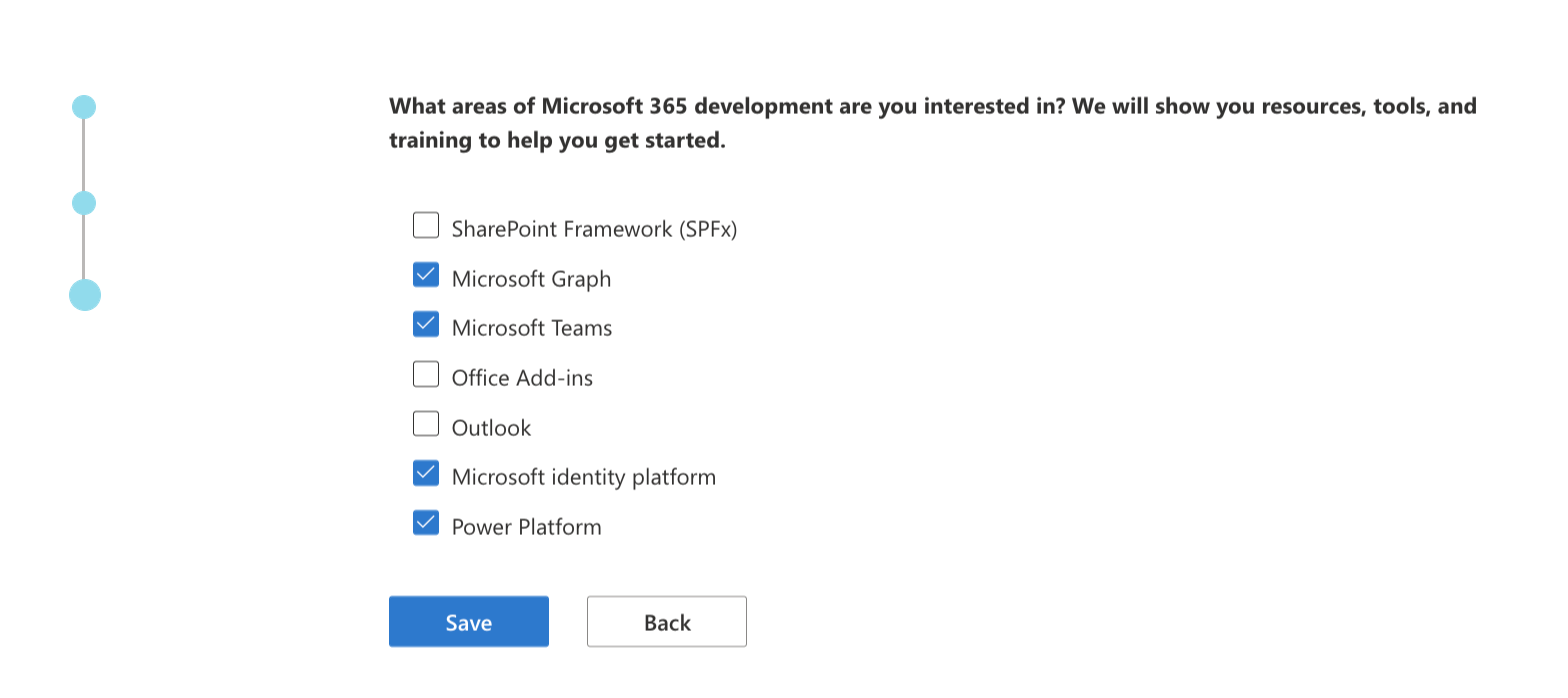 What areas of Microsoft 365 development are you interested in? We will show you resources, tools, and
training to help you get started.
SharePoint Framework (SPFx)
Microsoft Graph
Microsoft Teams
Office Add-ins
Outlook
Microsoft identity platform
Power Platform
Save
Back